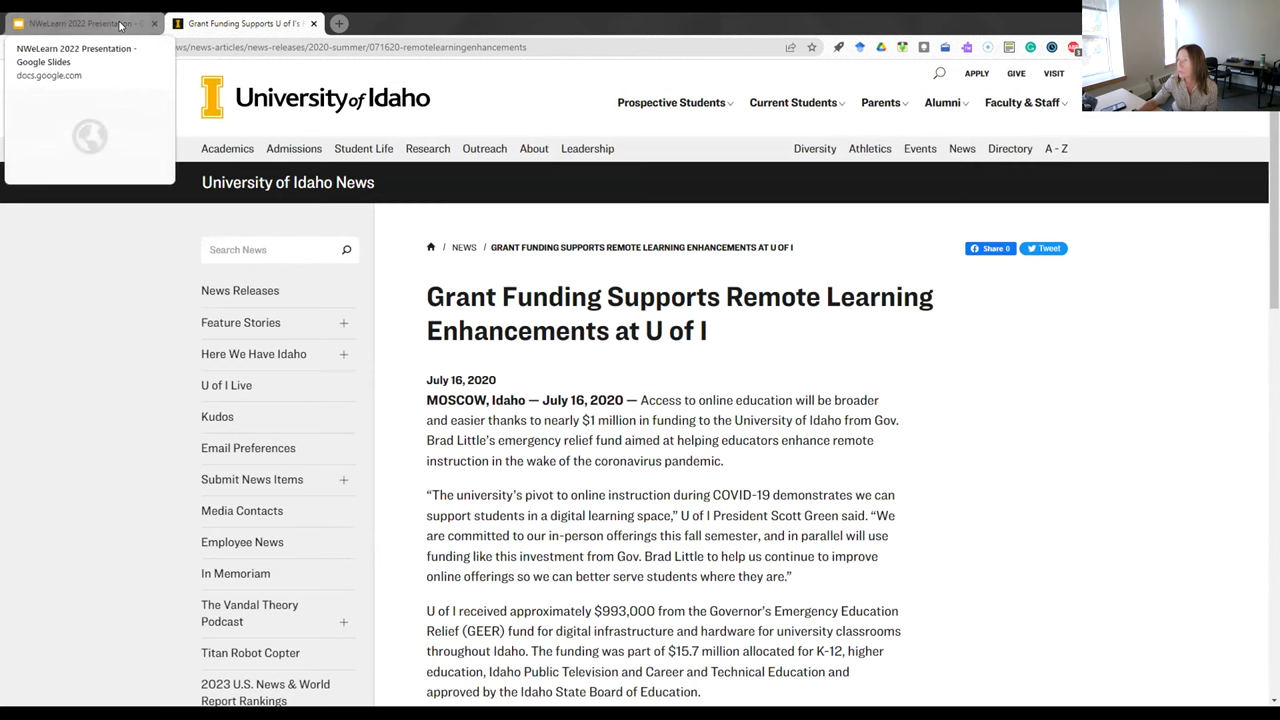 NWeLearn 2022 Presentation - G
Grant Funding Supports U of I's R
NWeLearn 2022 Presentation -
Google Slides
docs.google.com
ws/news-articles/news-releases/2020-summer/071620-remotelearningenhancements
University of Idaho
APPLY GIVE VISIT
Prospective Students Current Students Parents Alumni Faculty & Staff
Academics Admissions Student Life Research Outreach About Leadership Diversity Athletics Events News Directory A - Z
University of Idaho News
Search News
News Releases
Feature Stories
Here We Have Idaho
U of I Live
Kudos
Email Preferences
Submit News Items
Media Contacts
Employee News
In Memoriam
The Vandal Theory
Podcast
Titan Robot Copter
2023 U.S. News & World
Report Rankings
/ NEWS / GRANT FUNDING SUPPORTS REMOTE LEARNING ENHANCEMENTS AT U OF I
Share 0 Tweet
Grant Funding Supports Remote Learning
Enhancements at U of I
July 16, 2020
MOSCOW, Idaho — July 16, 2020 — Access to online education will be broader
and easier thanks to nearly $1 million in funding to the University of Idaho from Gov.
Brad Little's emergency relief fund aimed at helping educators enhance remote
instruction in the wake of the coronavirus pandemic.
“The university's pivot to online instruction during COVID-19 demonstrates we can
support students in a digital learning space,” U of I President Scott Green said. “We
are committed to our in-person offerings this fall semester, and in parallel will use
funding like this investment from Gov. Brad Little to help us continue to improve
online offerings so we can better serve students where they are.”
U of I received approximately $993,000 from the Governor's Emergency Education
Relief (GEER) fund for digital infrastructure and hardware for university classrooms
throughout Idaho. The funding was part of $15.7 million allocated for K-12, higher
education, Idaho Public Television and Career and Technical Education and
approved by the Idaho State Board of Education.